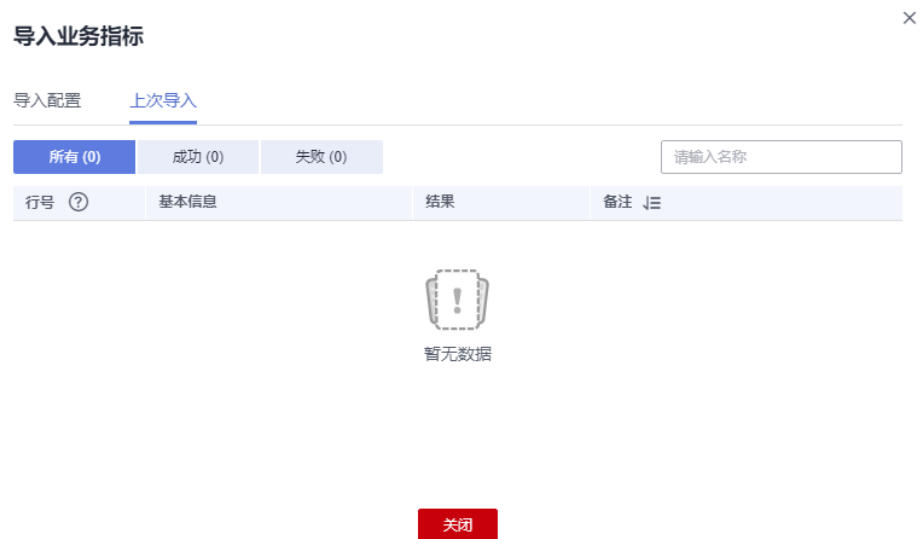 导入业务指标
导入配置 上次导入
所有 (0) 成功 (0) 失败 (0) 请输入名称
行号 基本信息 结果 备注
暂无数据
关闭